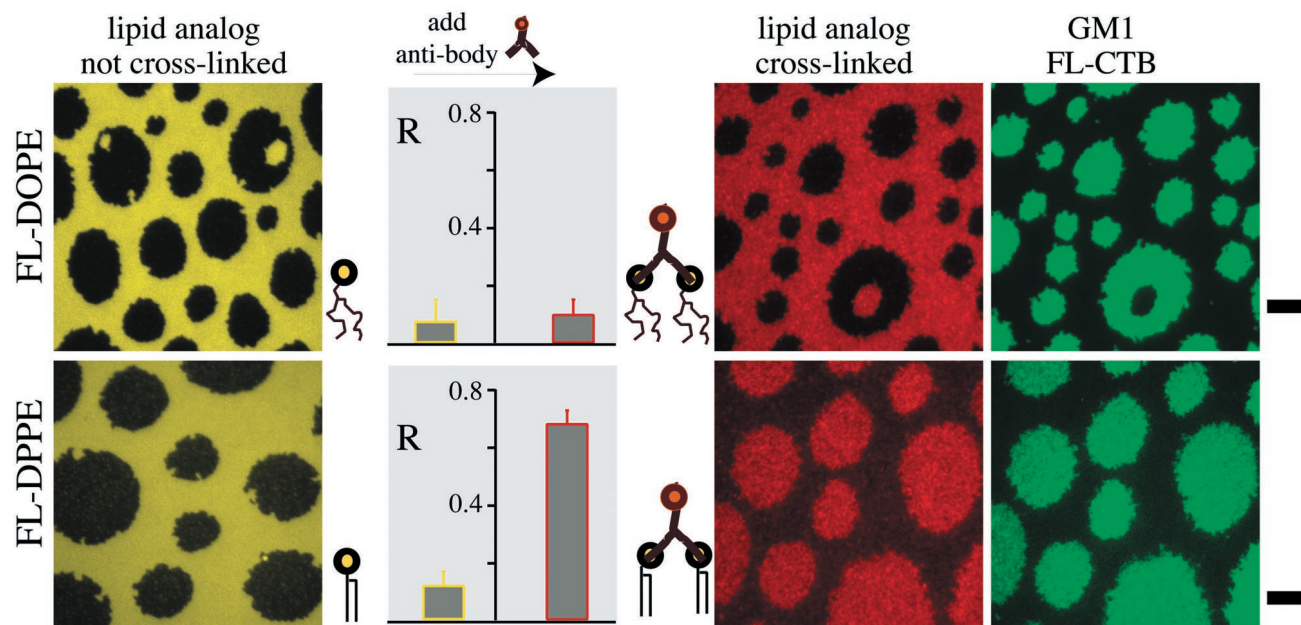 lipid analog
not cross-linked
add
anti-body
lipid analog
cross-linked
GM1
FL-CTB
FL-DOPE
R
0.8
0.4
FL-DPPE
R
0.8
0.4